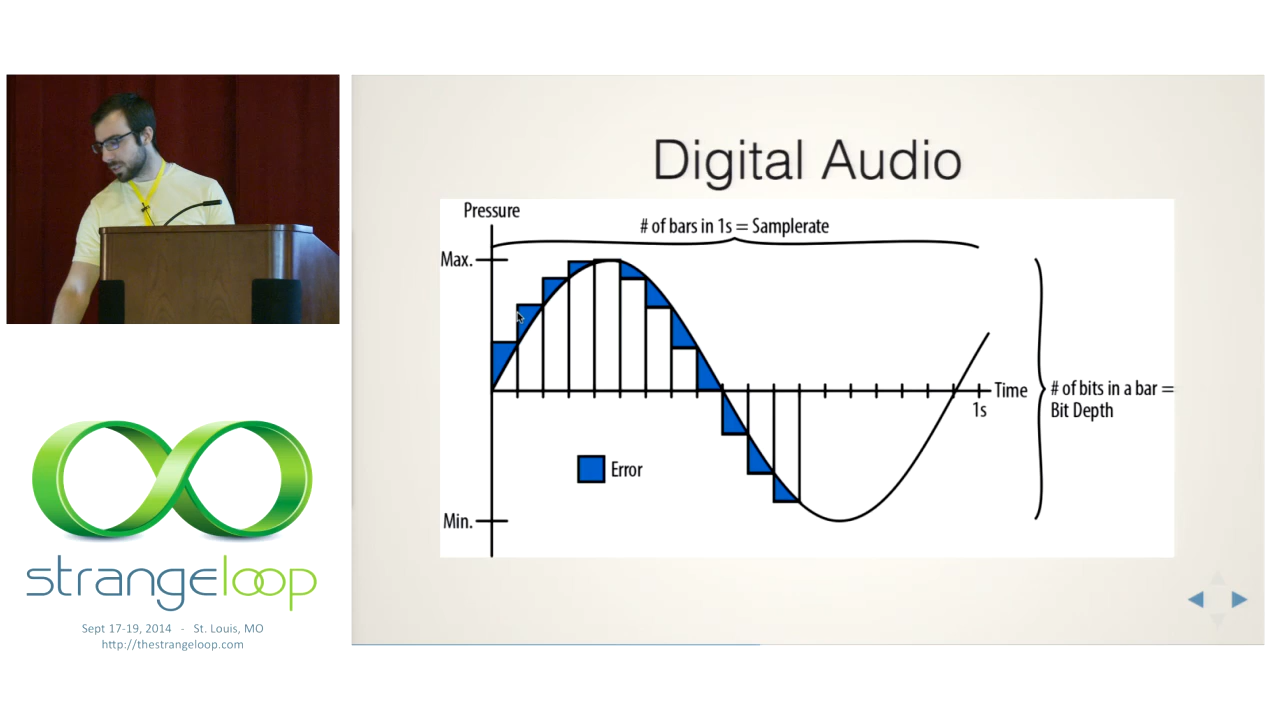 Digital Audio
Pressure
# of bars in 1s = Samplerate
Max.
Time
1s
# of bits in a bar =
Bit Depth
Error
Min.
strangeloop
Sept 17-19, 2014 - St. Louis, MO
http://thestrangeloop.com